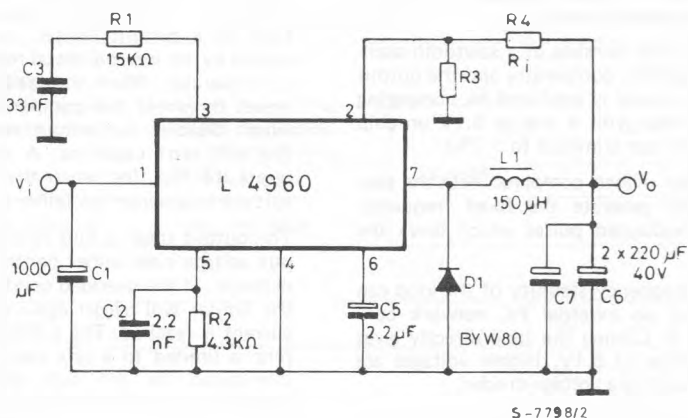 R1
15KΩ
C3
33nF
3
2
R4
Ri
R3
Vi
1
L 4960
7
L1
150μH
Vo
1000
μF
C1
5
4
6
C2
2.2
nF
R2
4.3KΩ
C5
2.2μF
D1
BYW80
C7
C6
2 x 220 μF
40V
S-7798/2